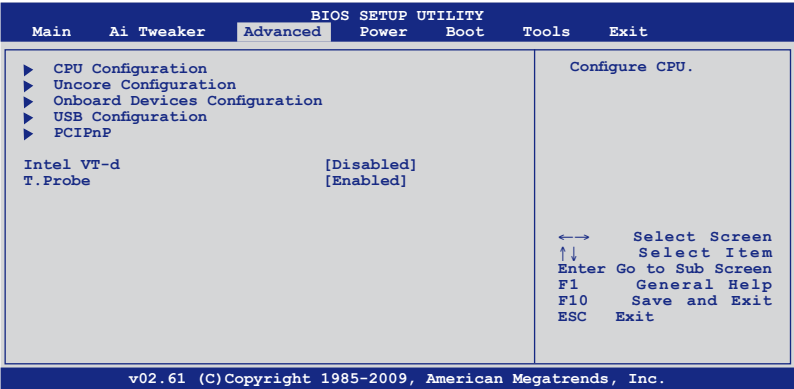 BIOS SETUP UTILITY
Main Ai Tweaker Advanced Power Boot Tools Exit
CPU Configuration
Uncore Configuration
Onboard Devices Configuration
USB Configuration
PCIPnP
Intel VT-d [Disabled]
T.Probe [Enabled]
Configure CPU.
←→ Select Screen
↑↓ Select Item
Enter Go to Sub Screen
F1 General Help
F10 Save and Exit
ESC Exit
v02.61 (C)Copyright 1985-2009, American Megatrends, Inc.